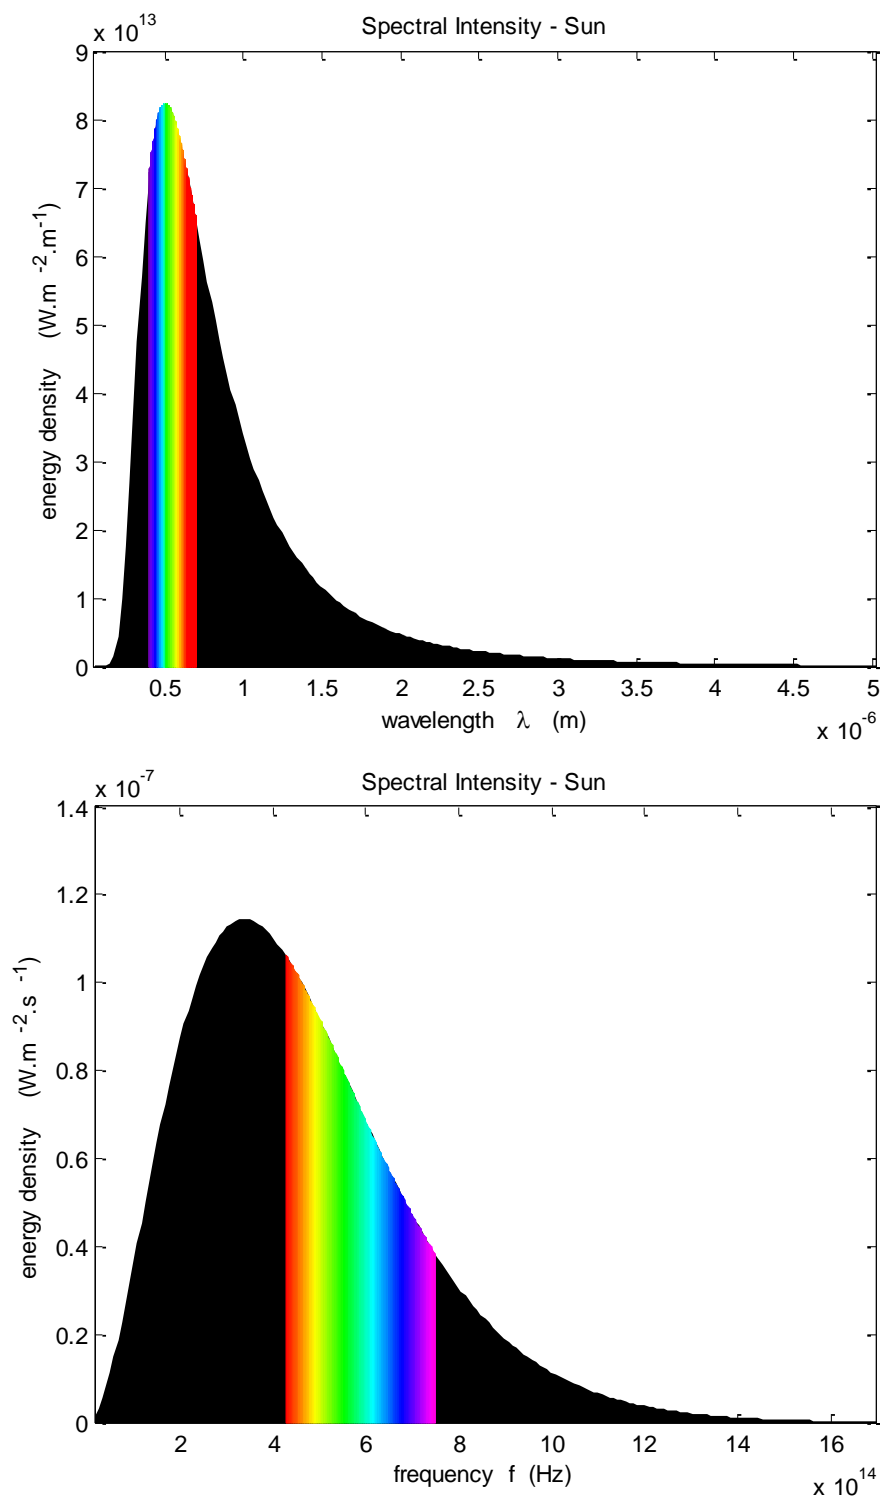 x 10^13
Spectral Intensity - Sun
9
8
7
6
5
4
3
2
1
0
energy density (W.m^-2.m^-1)
0.5 1 1.5 2 2.5 3 3.5 4 4.5 5
wavelength λ (m)
x 10^-6
x 10^-7
Spectral Intensity - Sun
1.4
1.2
1
0.8
0.6
0.4
0.2
0
energy density (W.m^-2.s^-1)
2 4 6 8 10 12 14 16
frequency f (Hz)
x 10^14